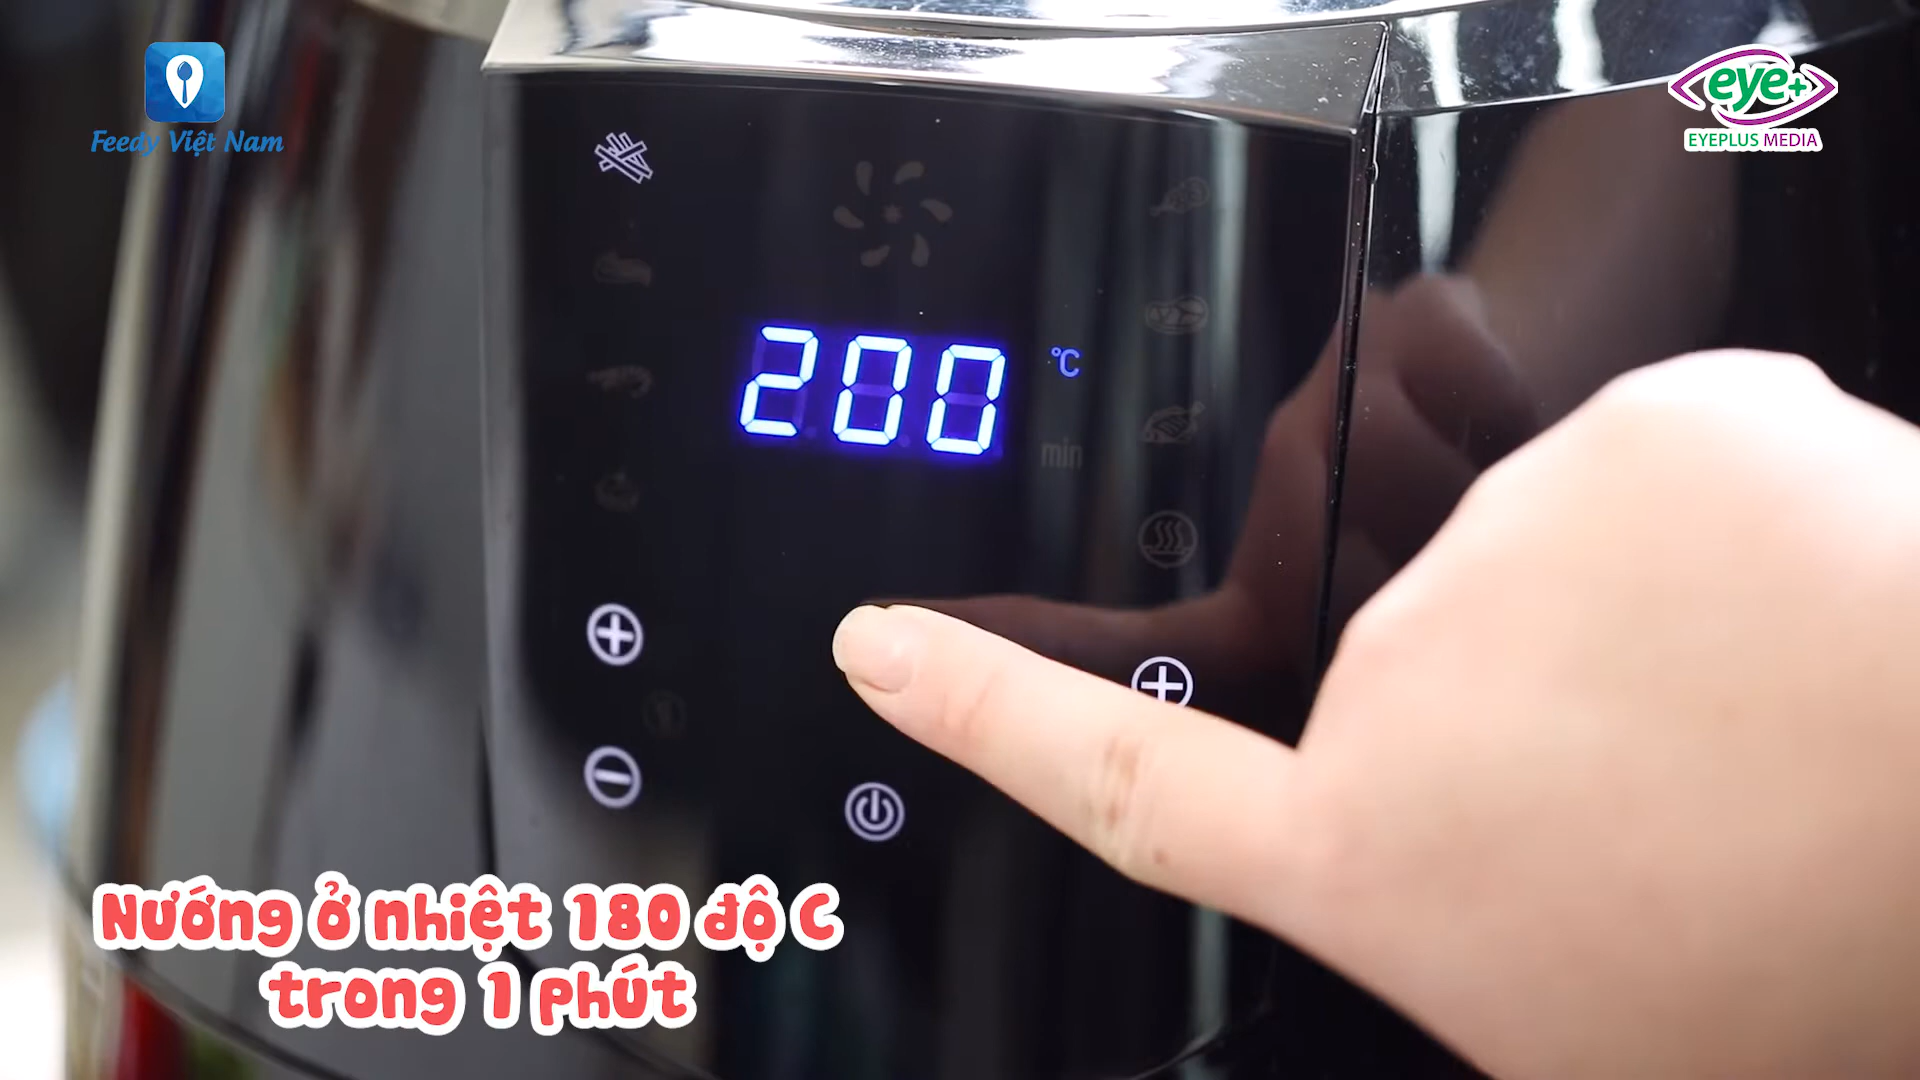 Feedy Việt Nam
eye+
EYEPLUS MEDIA
200 °C
min
Nướng ở nhiệt 180 độ C
trong 1 phút